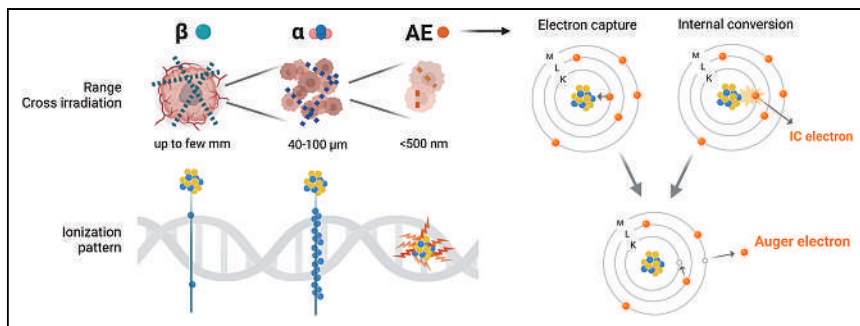 β
α
AE
Electron capture
Internal conversion
M
L
K
M
L
K
Range
Cross irradiation
IC electron
up to few mm
40-100 μm
<500 nm
Ionization
pattern
M
L
K
Auger electron